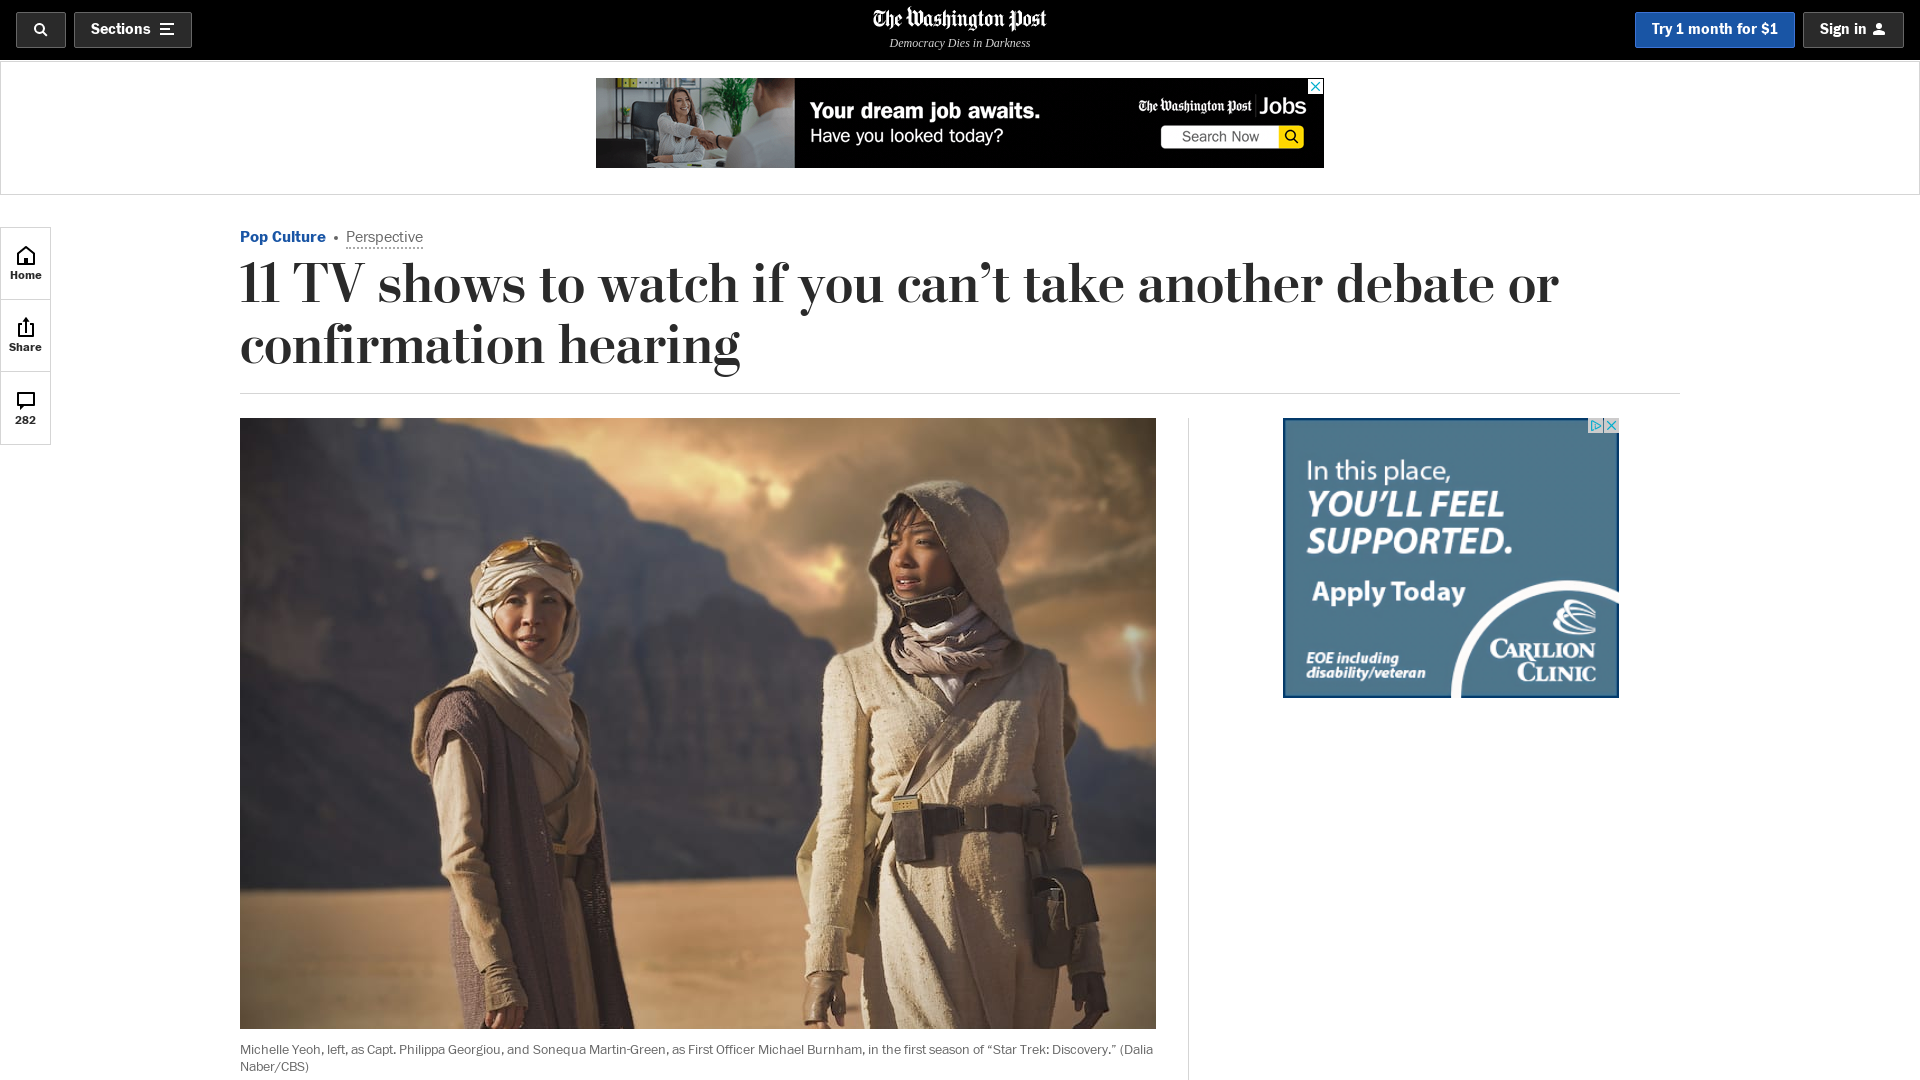 Sections
The Washington Post
Democracy Dies in Darkness
Try 1 month for $1
Sign in
Your dream job awaits.
Have you looked today?
The Washington Post Jobs
Search Now
Home
Share
282
Pop Culture • Perspective
11 TV shows to watch if you can’t take another debate or
confirmation hearing
In this place,
YOU’LL FEEL
SUPPORTED.
Apply Today
EOE including
disability/veteran
CARILION
CLINIC
Michelle Yeoh, left, as Capt. Philippa Georgiou, and Sonequa Martin-Green, as First Officer Michael Burnham, in the first season of “Star Trek: Discovery.” (Dalia
Naber/CBS)